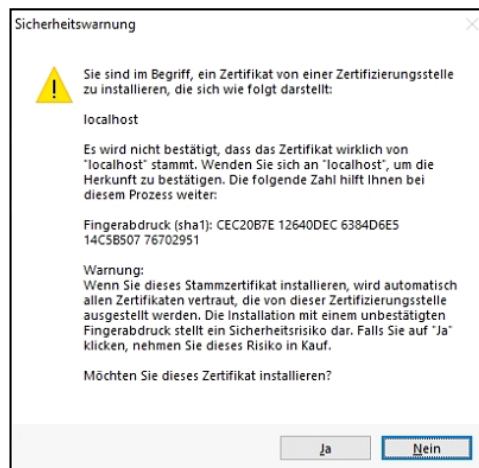 Sicherheitswarnung
Sie sind im Begriff, ein Zertifikat von einer Zertifizierungsstelle
zu installieren, die sich wie folgt darstellt:
localhost
Es wird nicht bestätigt, dass das Zertifikat wirklich von
"localhost" stammt. Wenden Sie sich an "localhost", um die
Herkunft zu bestätigen. Die folgende Zahl hilft Ihnen bei
diesem Prozess weiter:
Fingerabdruck (sha1): CEC20B7E 12640DEC 6384D6E5
14C5B507 76702951
Warnung:
Wenn Sie dieses Stammzertifikat installieren, wird automatisch
allen Zertifikaten vertraut, die von dieser Zertifizierungsstelle
ausgestellt werden. Die Installation mit einem unbestätigten
Fingerabdruck stellt ein Sicherheitsrisiko dar. Falls Sie auf "Ja"
klicken, nehmen Sie dieses Risiko in Kauf.
Möchten Sie dieses Zertifikat installieren?
Ja Nein